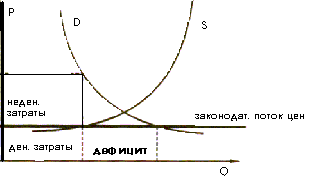 P
D
S
неден.
затраты
законодат. поток цен
ден. затраты
дефицит
Q